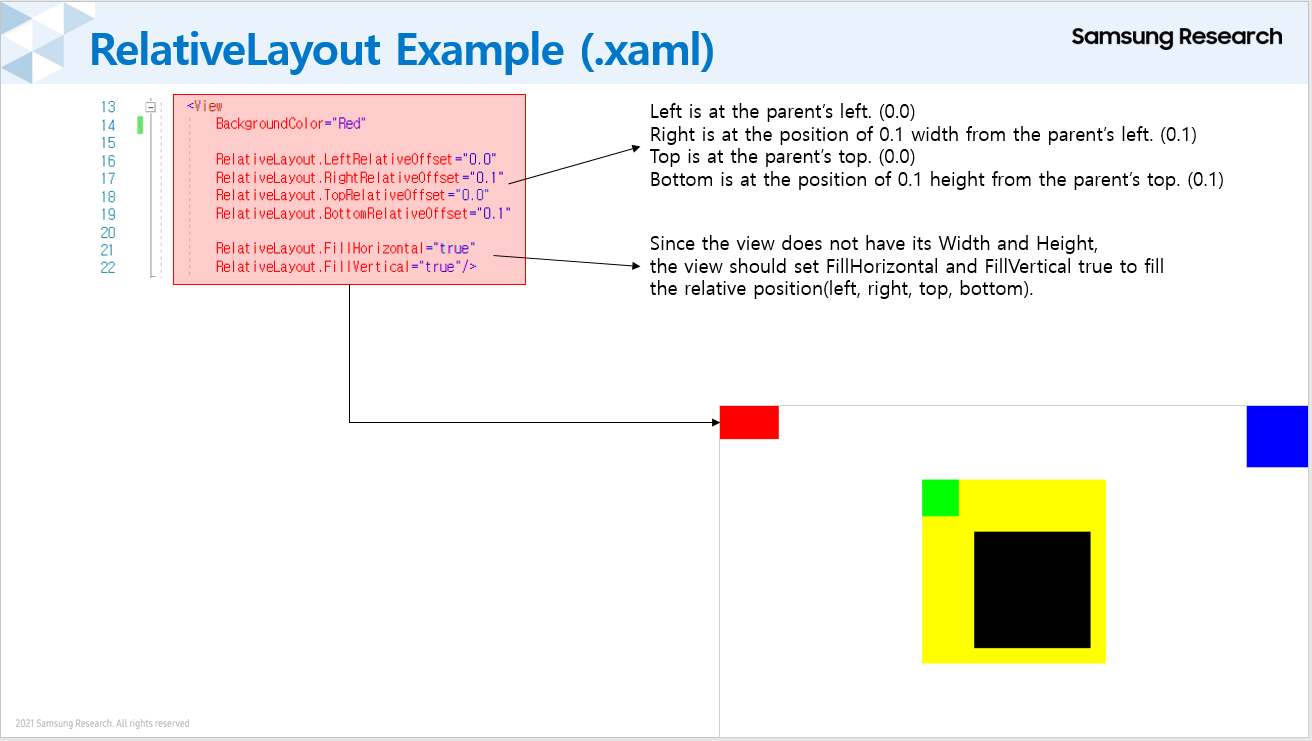 RelativeLayout Example (.xaml)
Samsung Research
13 <View
14 BackgroundColor="Red"
15
16 RelativeLayout.LeftRelativeOffset="0.0"
17 RelativeLayout.RightRelativeOffset="0.1"
18 RelativeLayout.TopRelativeOffset="0.0"
19 RelativeLayout.BottomRelativeOffset="0.1"
20
21 RelativeLayout.FillHorizontal="true"
22 RelativeLayout.FillVertical="true"/>
Left is at the parent's left. (0.0)
Right is at the position of 0.1 width from the parent's left. (0.1)
Top is at the parent's top. (0.0)
Bottom is at the position of 0.1 height from the parent's top. (0.1)
Since the view does not have its Width and Height,
the view should set FillHorizontal and FillVertical true to fill
the relative position(left, right, top, bottom).
2021 Samsung Research. All rights reserved